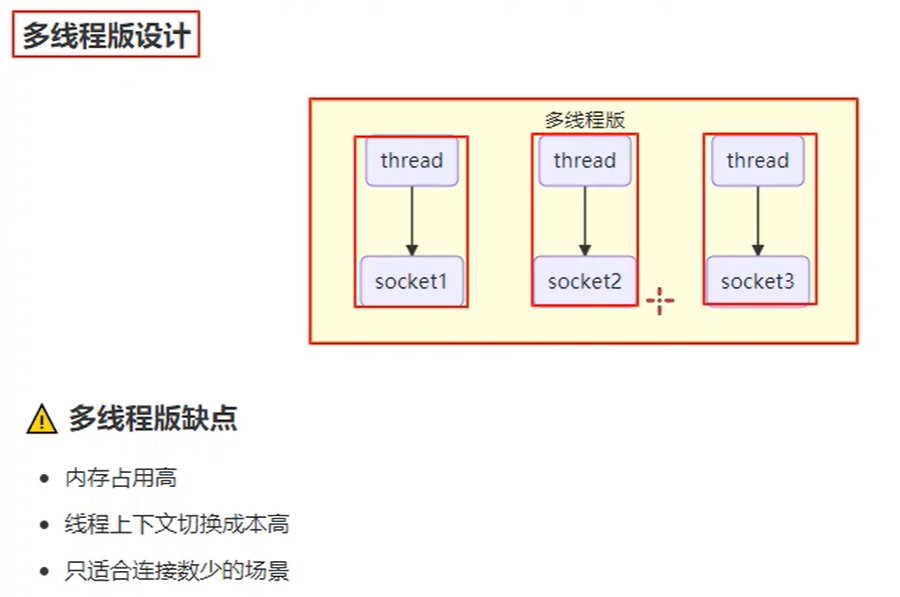 多线程版设计
多线程版
thread thread thread
socket1 socket2 socket3
多线程版缺点
内存占用高
线程上下文切换成本高
只适合连接数少的场景